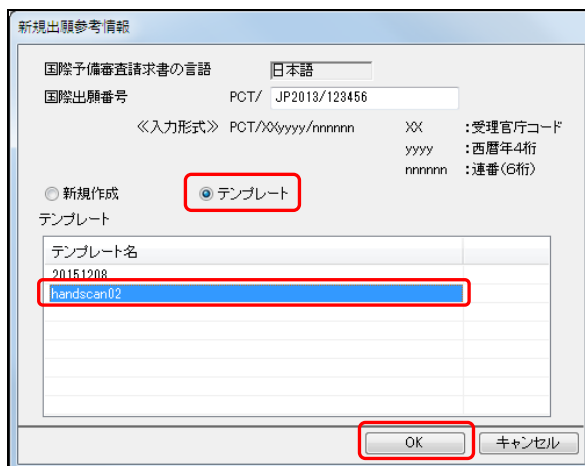 新規出願参考情報
国際予備審査請求書の言語 日本語
国際出願番号 PCT/ JP2013/123456
≪入力形式≫ PCT/XXyyyy/nnnnnn XX :受理官庁コード
yyyy :西暦年4桁
nnnnnn :連番(6桁)
新規作成 テンプレート
テンプレート
テンプレート名
20151208
handscan02
OK キャンセル